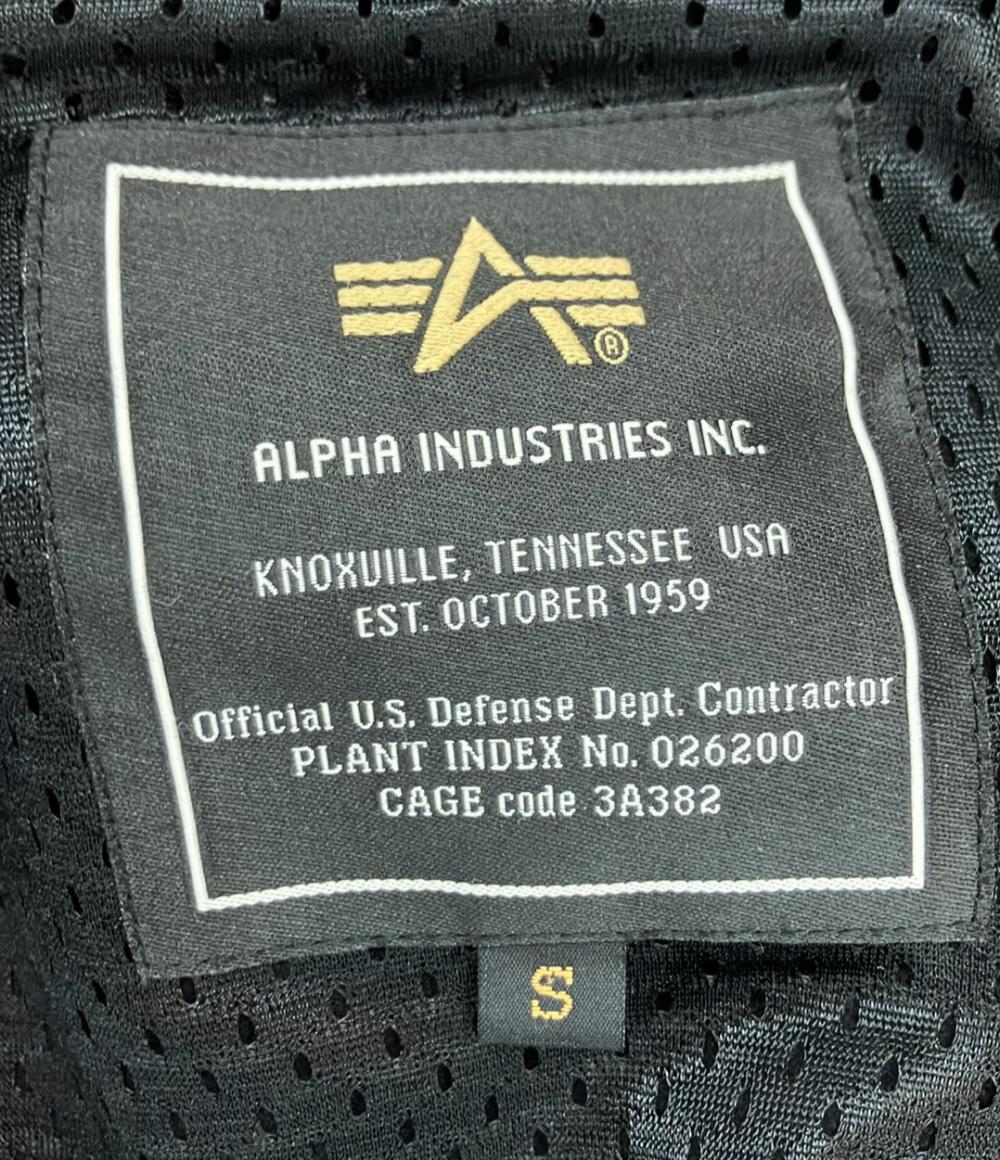 ®
ALPHA INDUSTRIES INC.
KNOXVILLE, TENNESSEE USA
EST. OCTOBER 1959
Official U.S. Defense Dept. Contractor
PLANT INDEX No. 026200
CAGE code 3A382
S